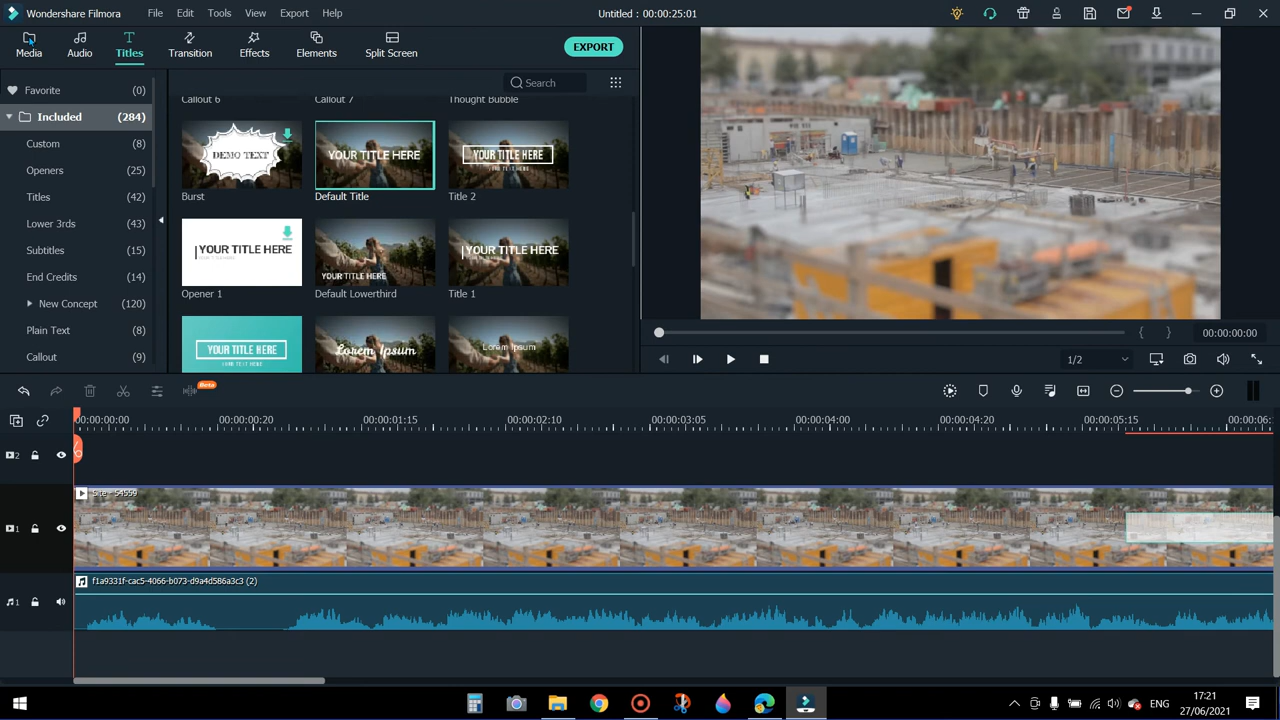 Wondershare Filmora File Edit Tools View Export Help Untitled : 00:00:25:01
Media Audio Titles Transition Effects Elements Split Screen EXPORT
Favorite (0)
Search
Included (284)
Custom (8)
Openers (25)
Titles (42)
Lower 3rds (43)
Subtitles (15)
End Credits (14)
New Concept (120)
Plain Text (8)
Callout (9)
Callout 6 Callout 7 Thought Bubble
DEMO TEXT YOUR TITLE HERE YOUR TITLE HERE
Burst Default Title Title 2
YOUR TITLE HERE YOUR TITLE HERE YOUR TITLE HERE
Opener 1 Default Lowerthird Title 1
YOUR TITLE HERE Lorem Ipsum Lorem Ipsum
00:00:00:00
1/2
Beta
00:00:00:00 00:00:00:20 00:00:01:15 00:00:02:10 00:00:03:05 00:00:04:00 00:00:04:20 00:00:05:15 00:00:06:
2
Site - 54559
1
f1a9331f-cac5-4066-b073-d9a4d586a3c3 (2)
1
ENG
17:21
27/06/2021